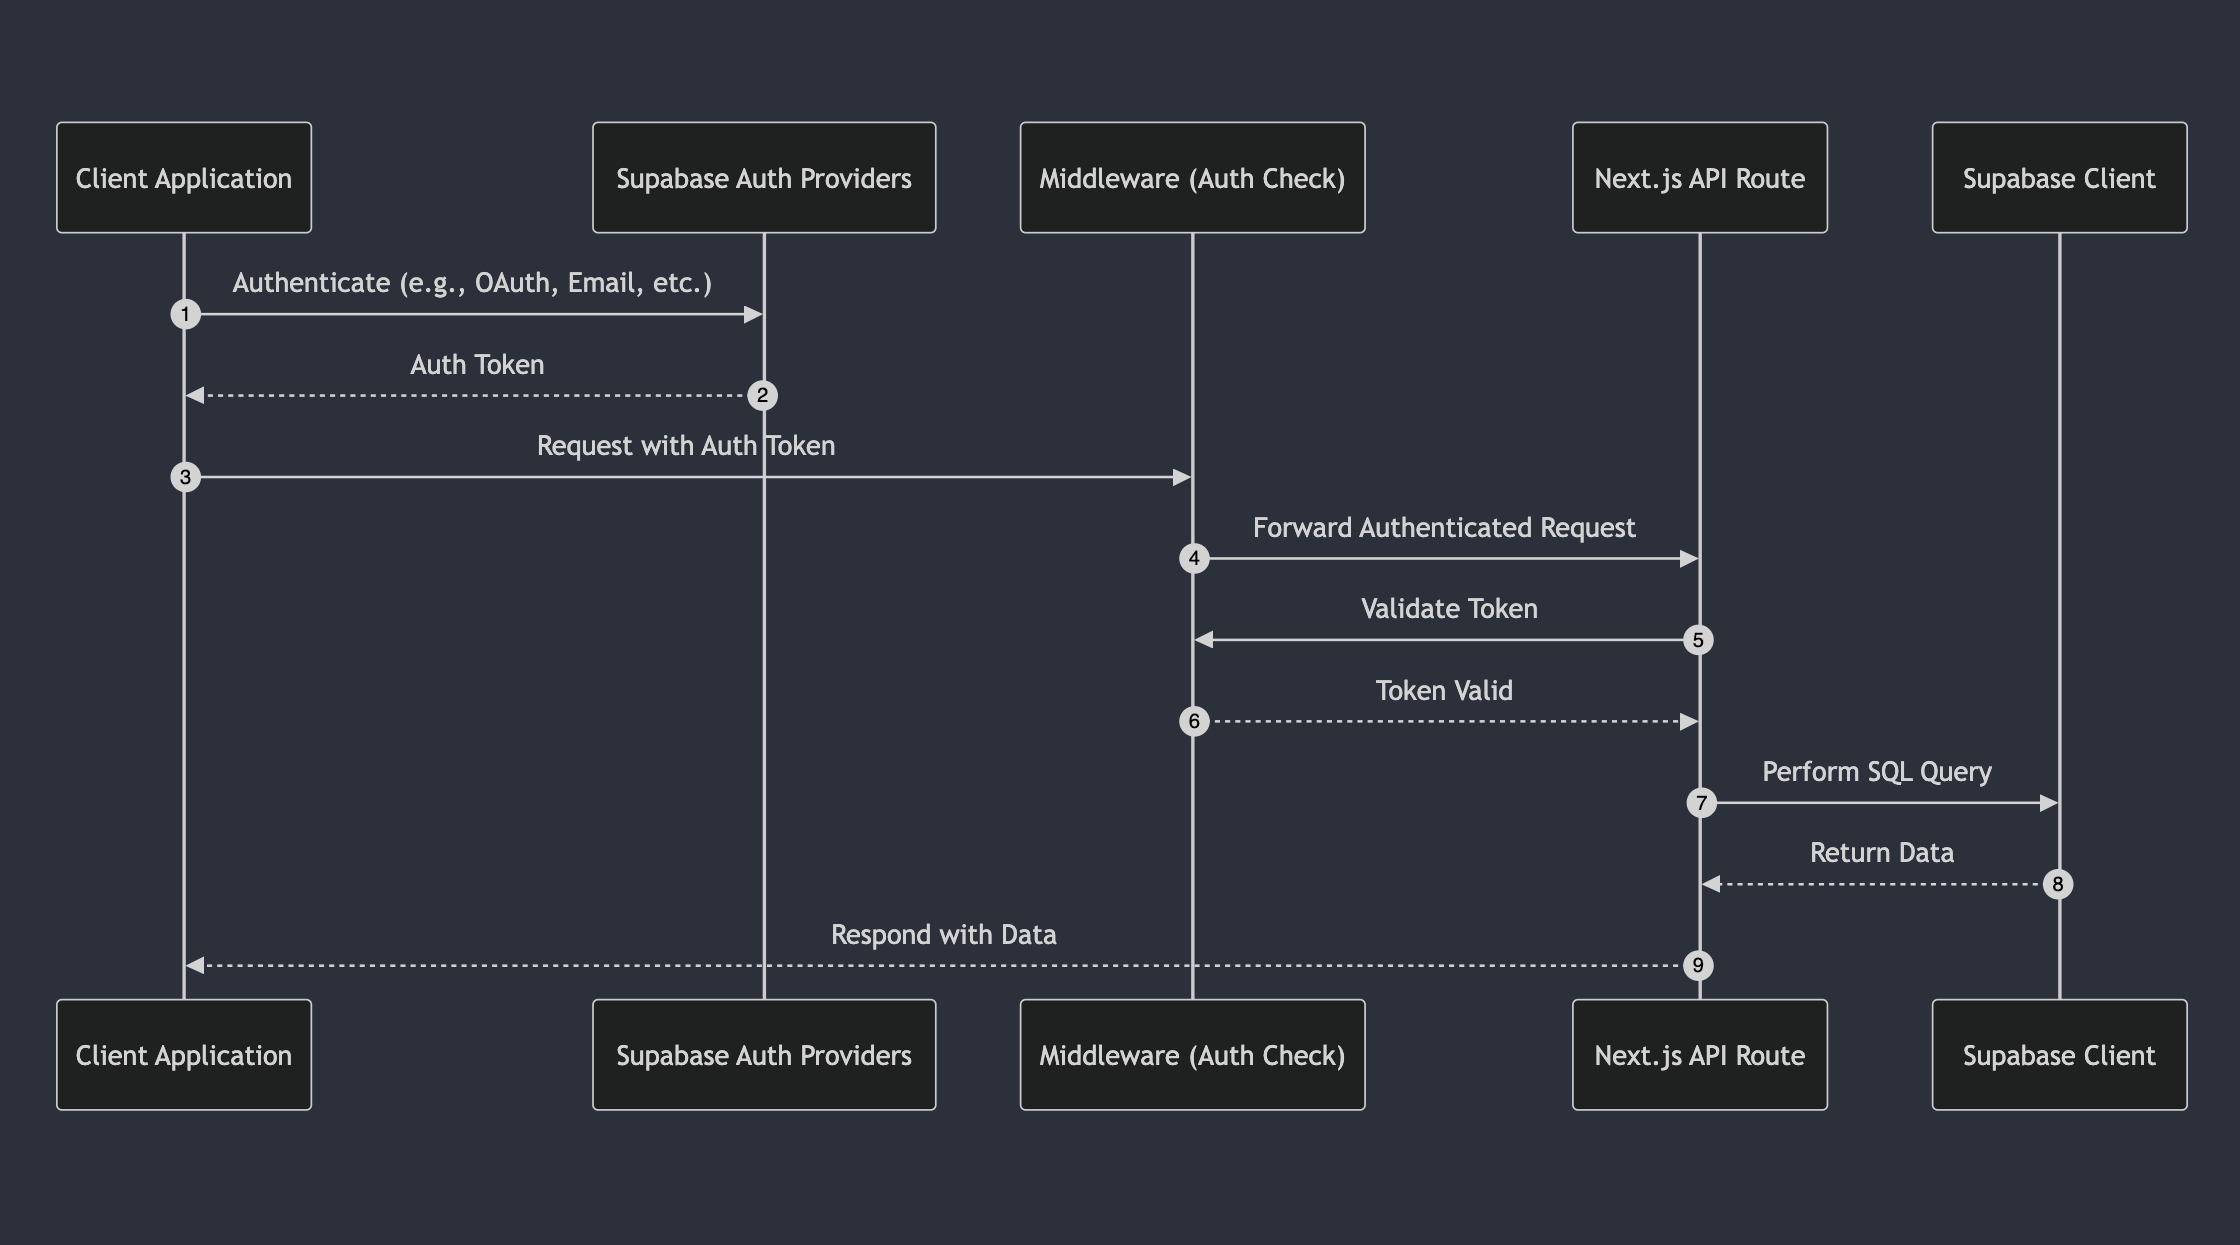 Client Application
Supabase Auth Providers
Middleware (Auth Check)
Next.js API Route
Supabase Client
Authenticate (e.g., OAuth, Email, etc.)
1
Auth Token
2
Request with Auth Token
3
Forward Authenticated Request
4
Validate Token
5
Token Valid
6
Perform SQL Query
7
Return Data
8
Respond with Data
9
Client Application
Supabase Auth Providers
Middleware (Auth Check)
Next.js API Route
Supabase Client